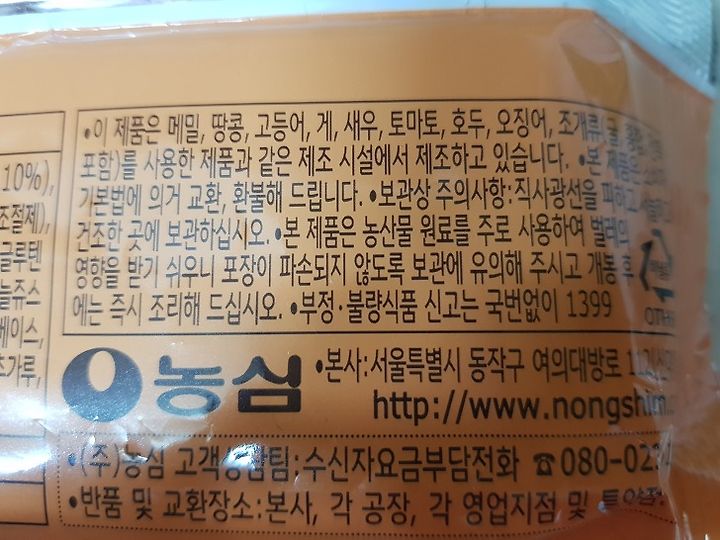 •이 제품은 메밀, 땅콩, 고등어, 게, 새우, 토마토, 호두, 오징어, 조개류(굴,
포함)를 사용한 제품과 같은 제조 시설에서 제조하고 있습니다. •본 제품은
기본법에 의거 교환, 환불해 드립니다. •보관상 주의사항:직사광선을 피하고
건조한 곳에 보관하십시오. •본 제품은 농산물 원료를 주로 사용하여 벌레의
영향을 받기 쉬우니 포장이 파손되지 않도록 보관에 유의해 주시고 개봉 후
에는 즉시 조리해 드십시오. •부정·불량식품 신고는 국번없이 1399
10%),
조절제),
글루텐
늘쥬스
베이스,
츠가루,
OTH
농심
•본사:서울특별시 동작구 여의대방로
http://www.nongshim
•(주)농심 고객상담팀:수신자요금부담전화 ☎080-023
•반품 및 교환장소:본사, 각 공장, 각 영업지점 및 특약점